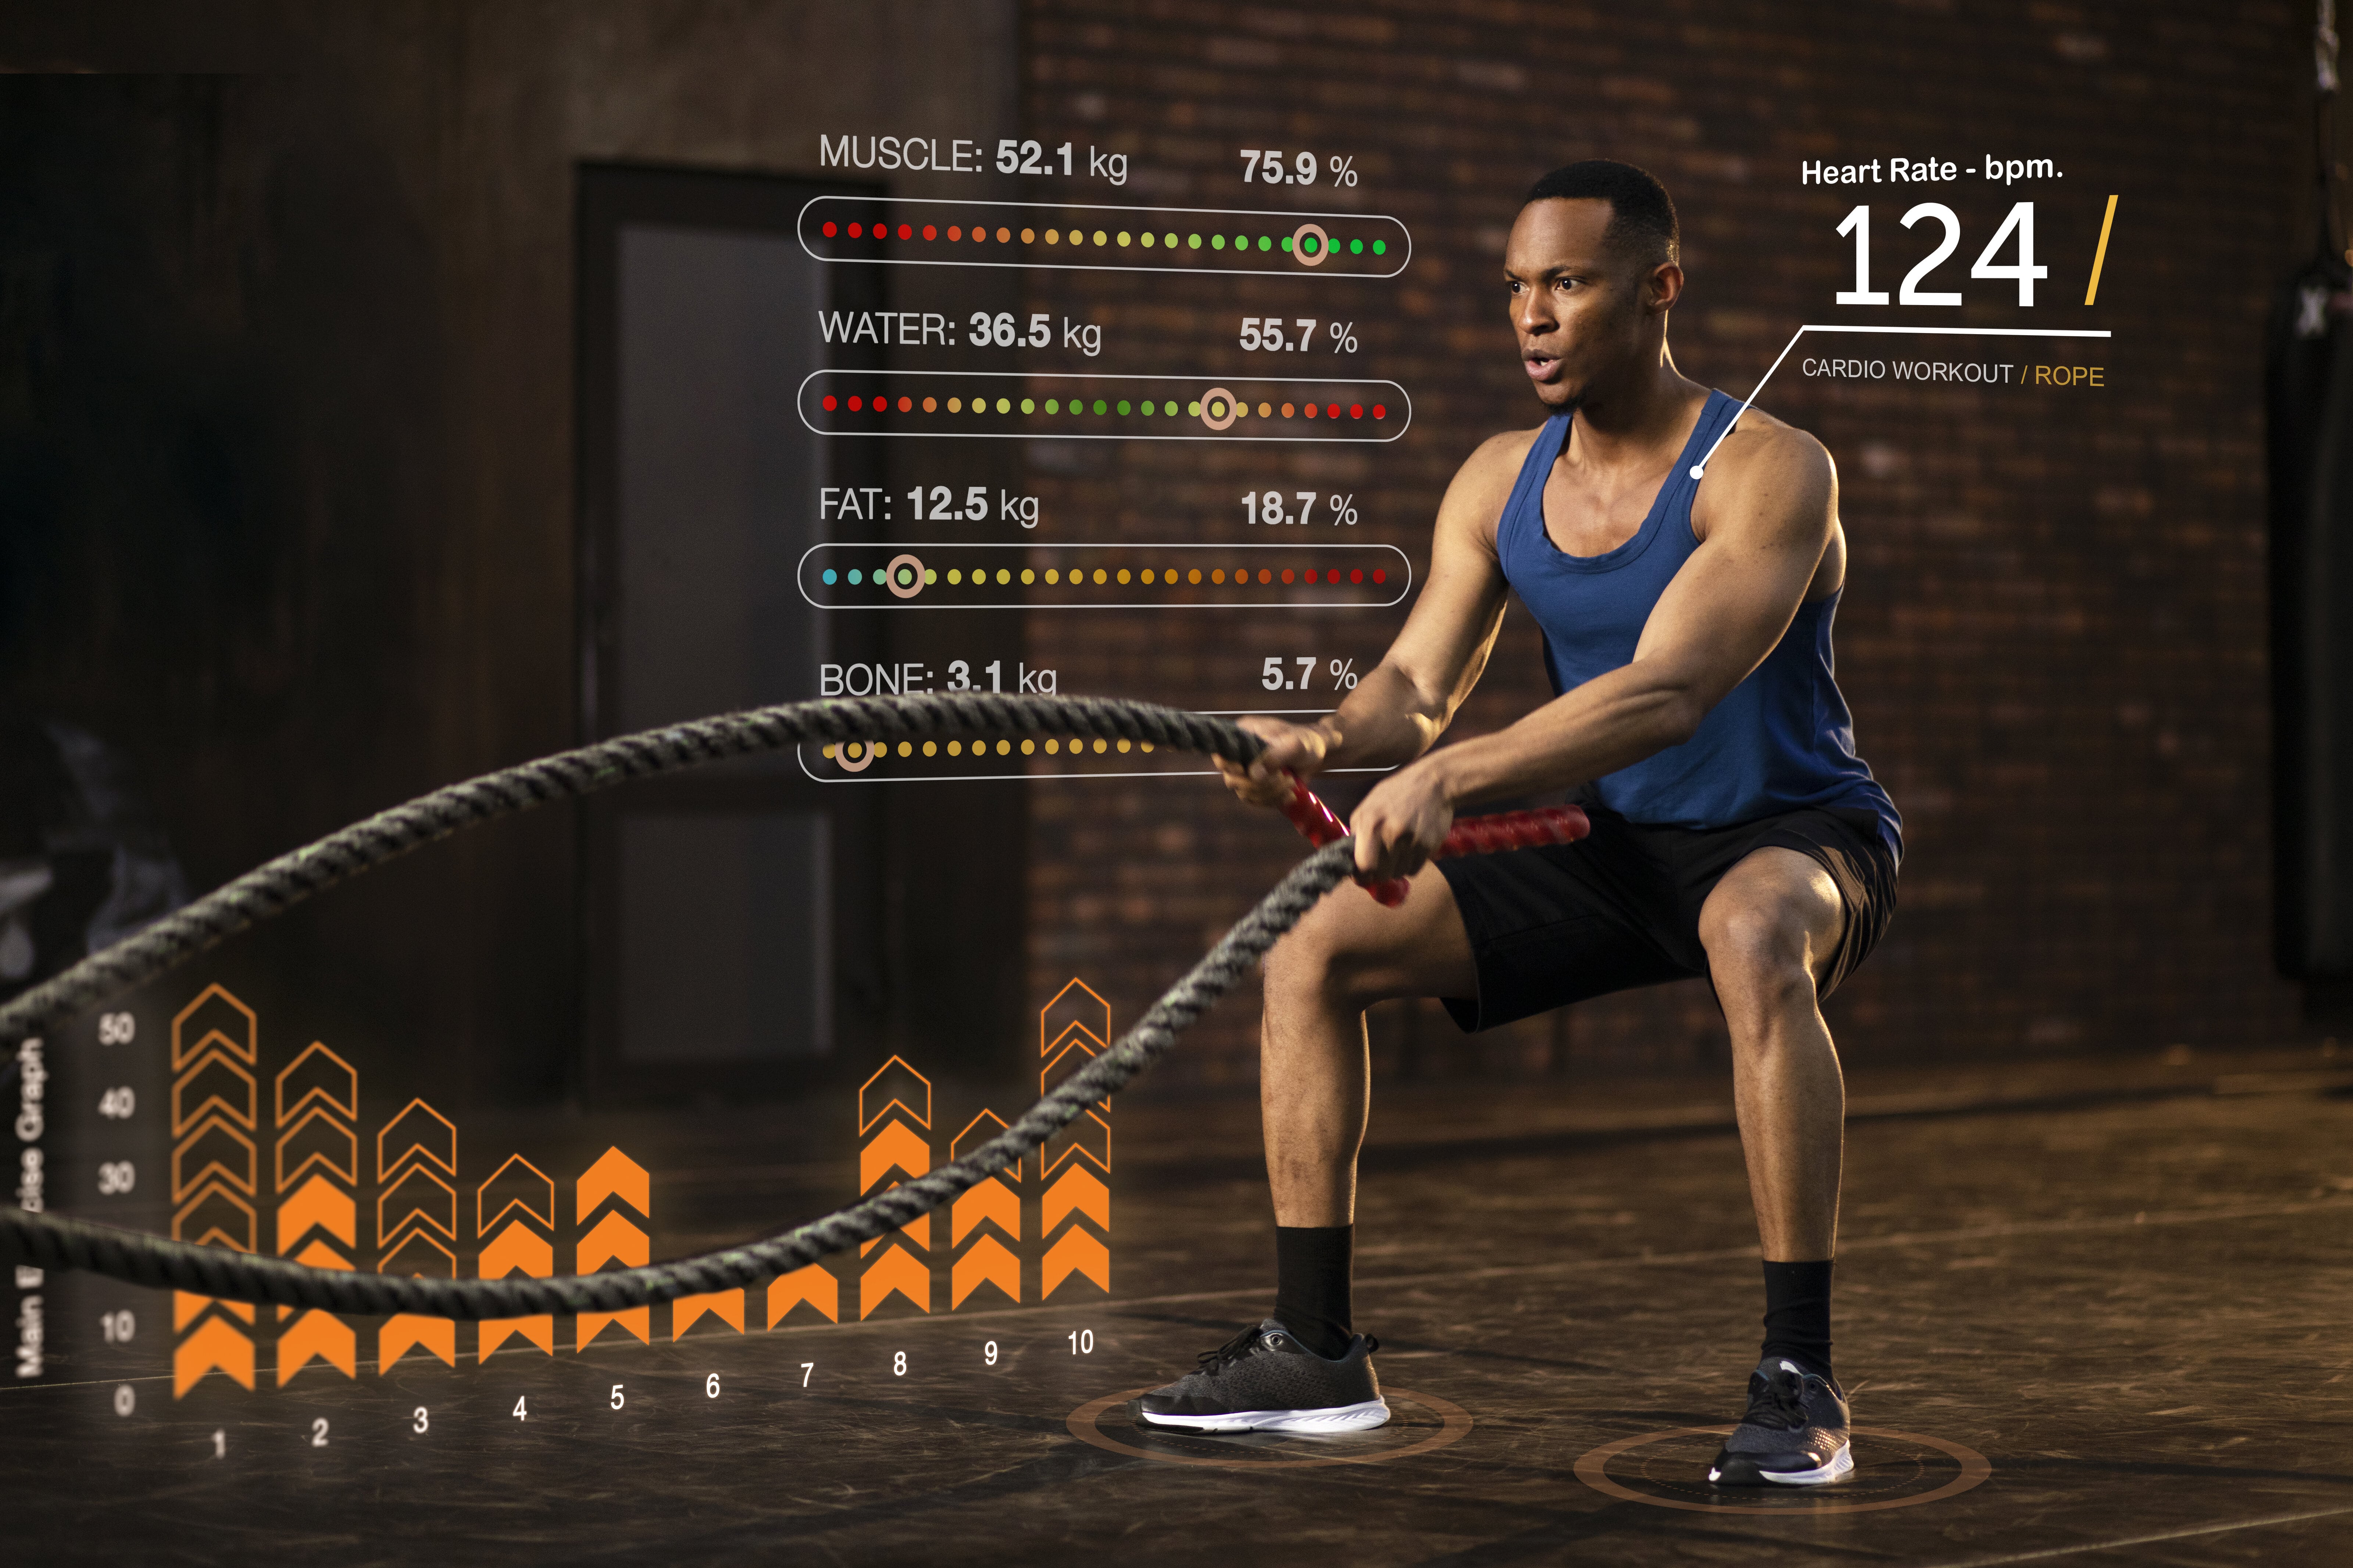 MUSCLE: 52.1 kg 75.9 %
WATER: 36.5 kg 55.7 %
FAT: 12.5 kg 18.7 %
BONE: 3.1 kg 5.7 %
Heart Rate - bpm.
124 /
CARDIO WORKOUT / ROPE
Main Graph
50
40
30
10
0
1 2 3 4 5 6 7 8 9 10